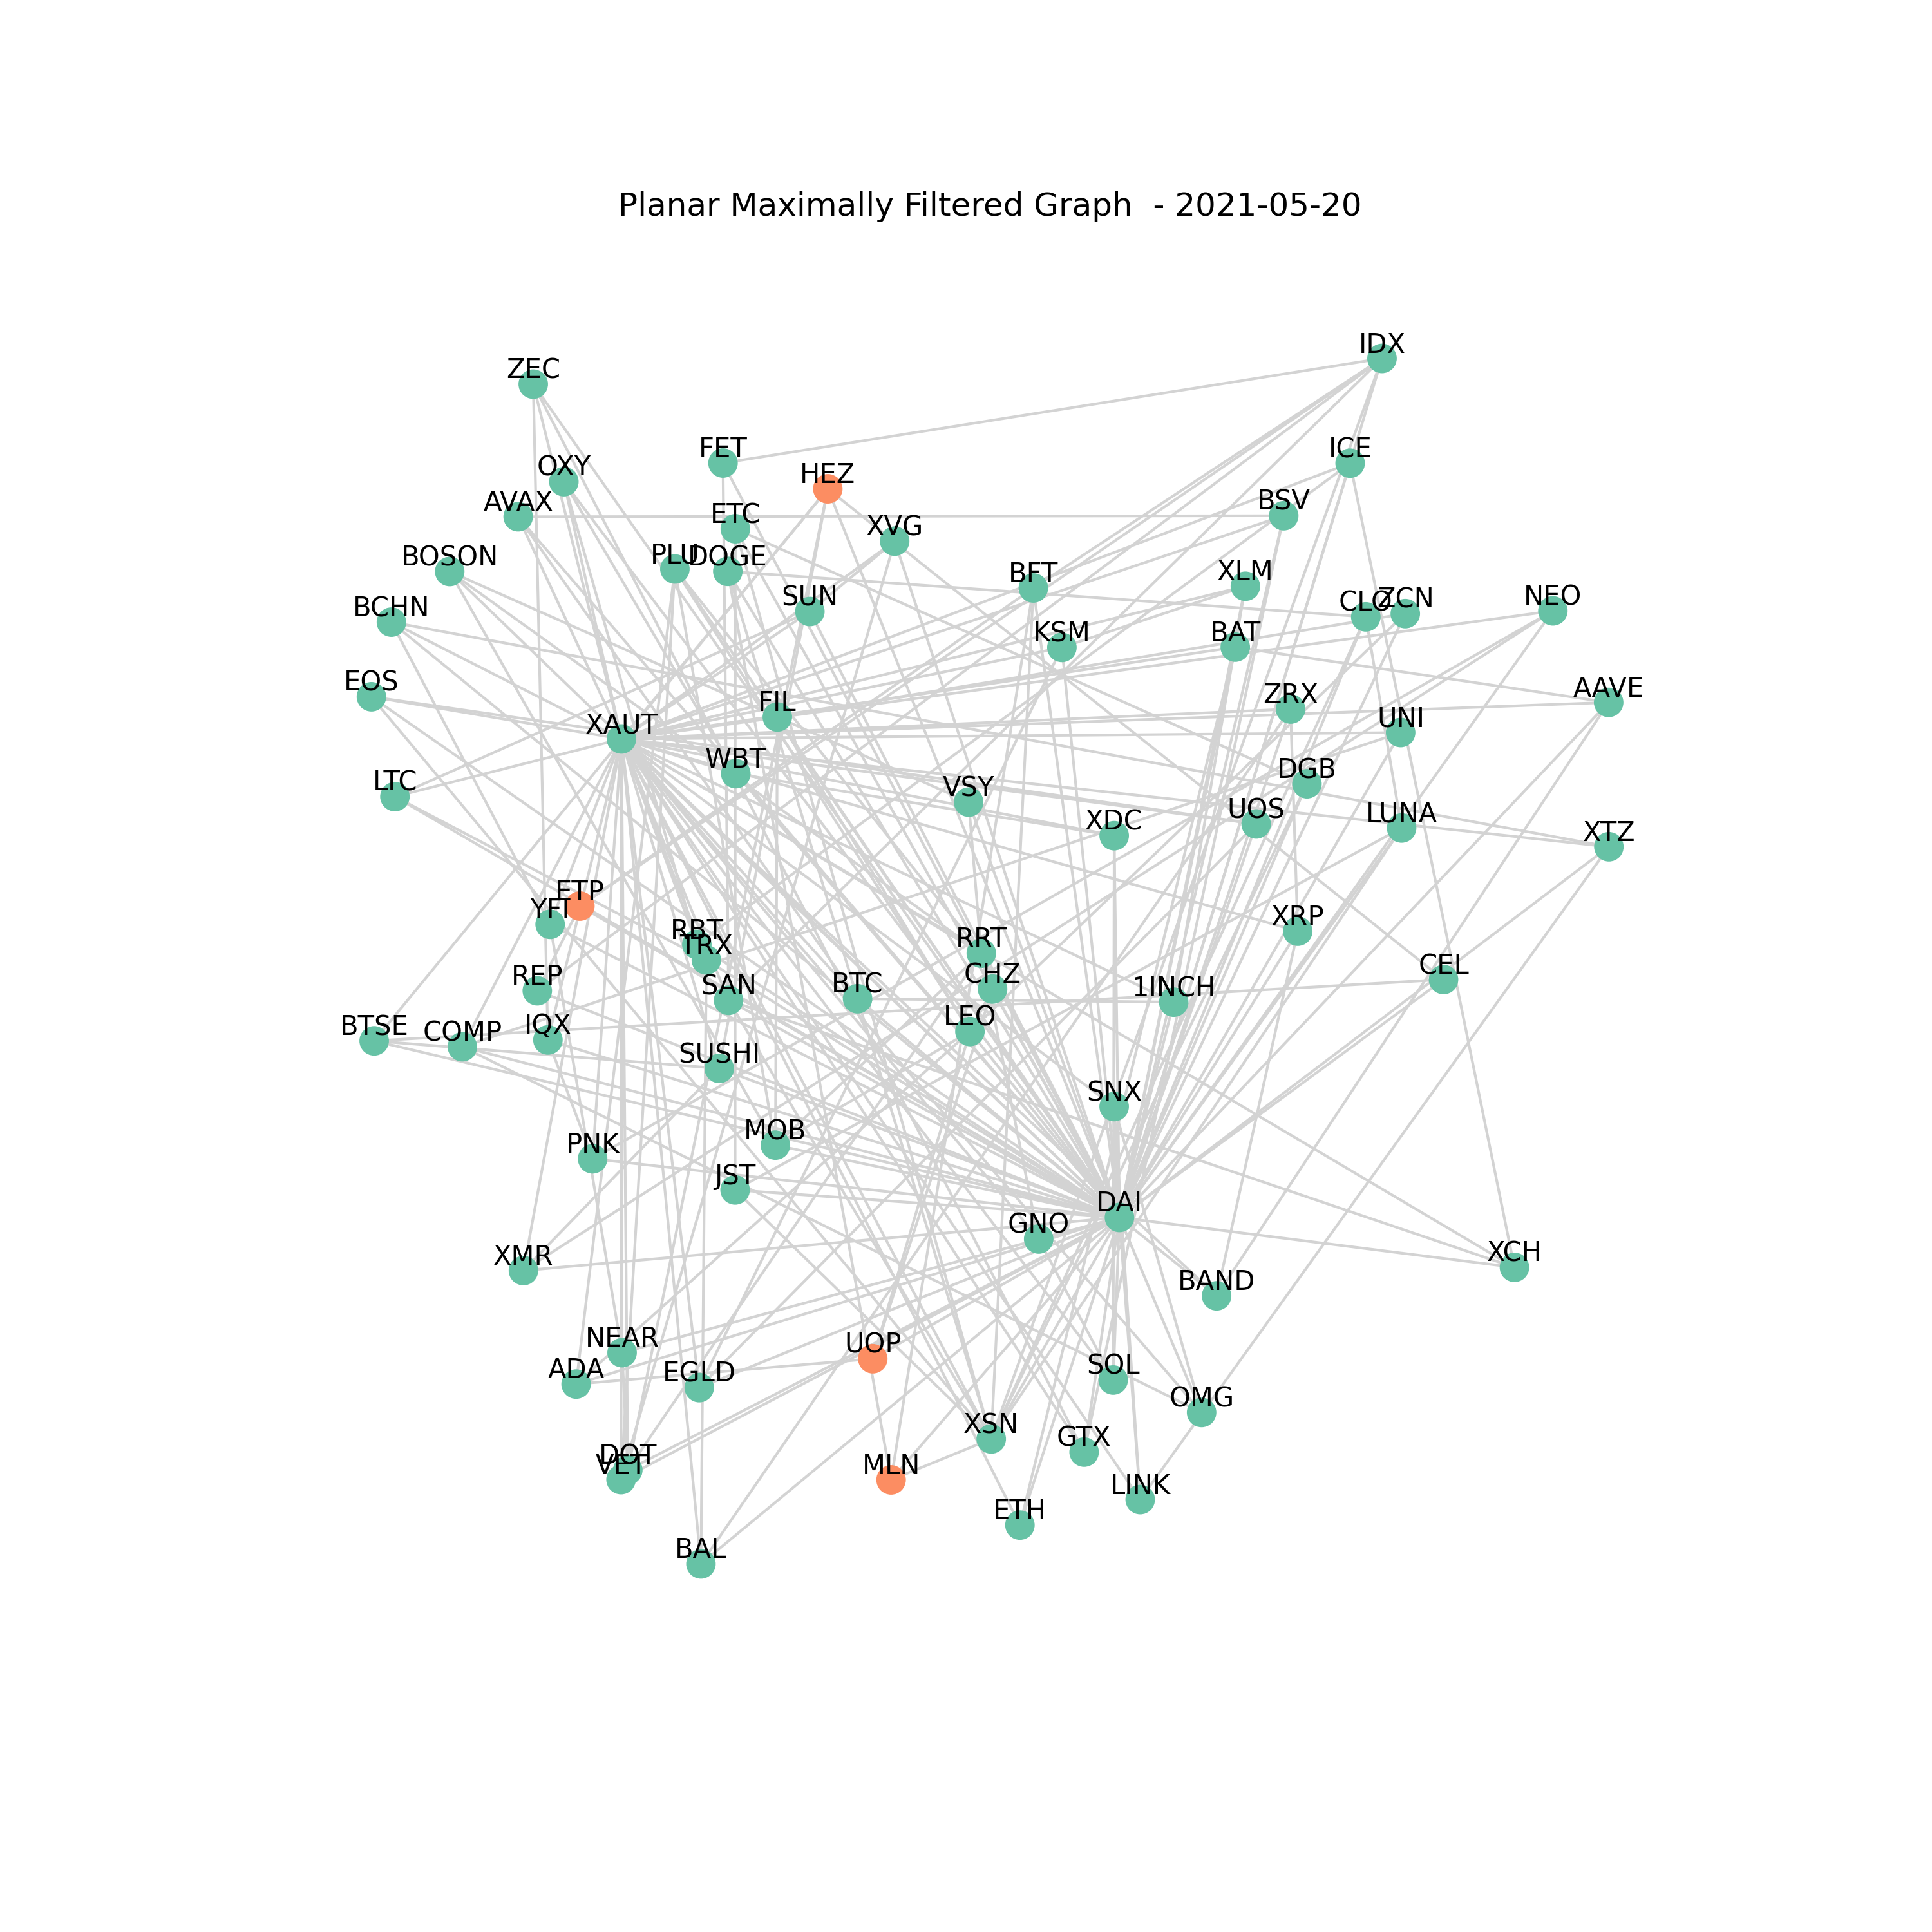 Planar Maximally Filtered Graph - 2021-05-20
IDX
ZEC
FET
ICE
OXY
HEZ
AVAX
ETC
BSV
XVG
BOSON
PLU
DOGE
BFT
XLM
BCHN
SUN
CLO
ZCN
NEO
KSM
BAT
EOS
XAUT
FIL
ZRX
UNI
AAVE
LTC
WBT
VSY
DGB
XDC
UOS
LUNA
XTZ
YFI
RBT
TRX
RRT
XRP
REP
SAN
BTC
CHZ
1INCH
CEL
BTSE
COMP
IQX
LEO
SUSHI
SNX
PNK
MOB
JST
DAI
GNO
XMR
BAND
XCH
NEAR
ADA
EGLD
UOP
SOL
OMG
XSN
GTX
DOT
VET
MLN
LINK
ETH
BAL